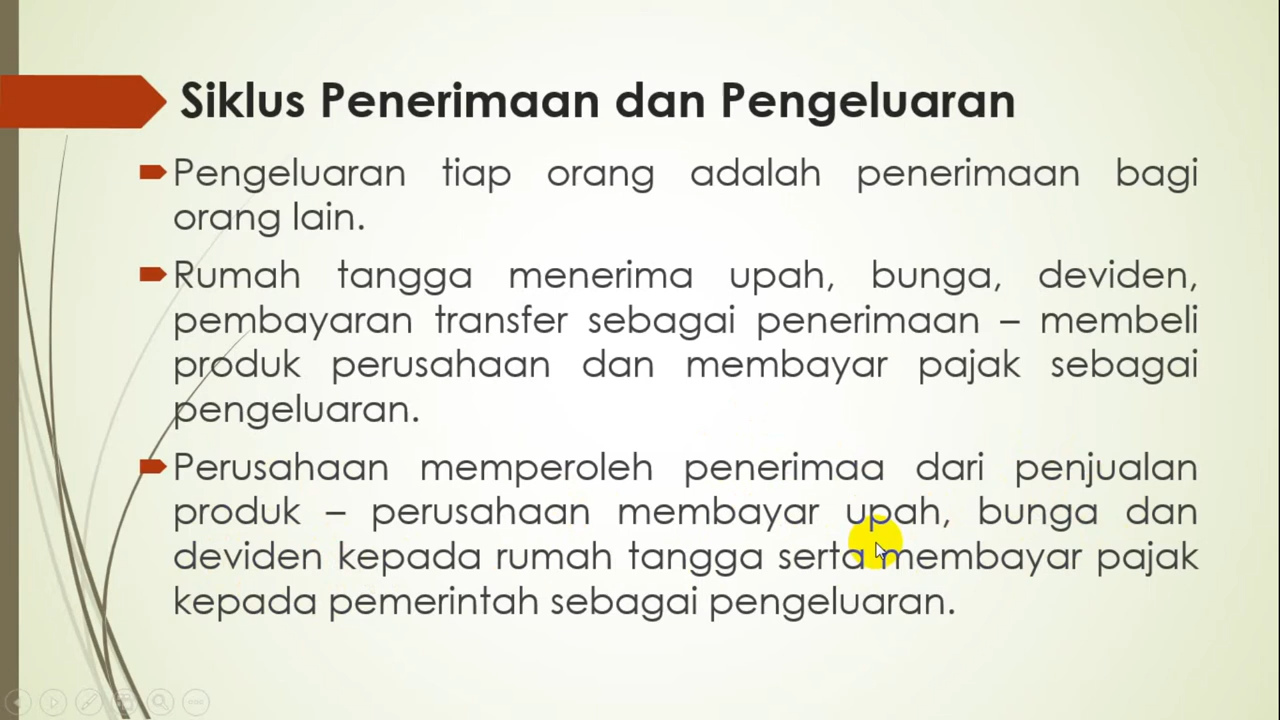 Siklus Penerimaan dan Pengeluaran
Pengeluaran tiap orang adalah penerimaan bagi
orang lain.
Rumah tangga menerima upah, bunga, deviden,
pembayaran transfer sebagai penerimaan – membeli
produk perusahaan dan membayar pajak sebagai
pengeluaran.
Perusahaan memperoleh penerimaa dari penjualan
produk – perusahaan membayar upah, bunga dan
deviden kepada rumah tangga serta membayar pajak
kepada pemerintah sebagai pengeluaran.